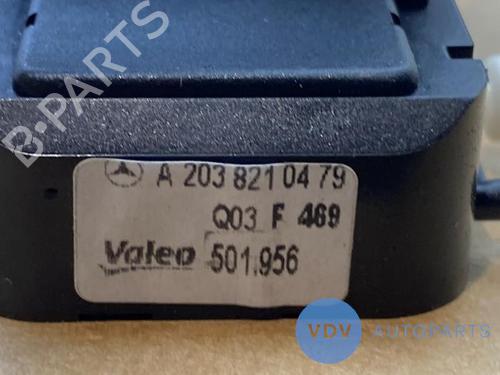 B-PARTS
A 203 821 04 79
Q03 F 469
Valeo 501.956
VDV AUTOPARTS